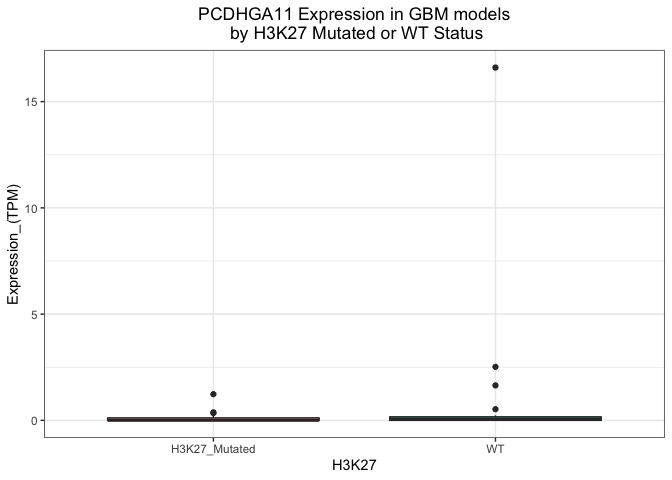 PCDHGA11 Expression in GBM models
by H3K27 Mutated or WT Status
Expression_(TPM)
15
10
5
0
H3K27_Mutated
WT
H3K27